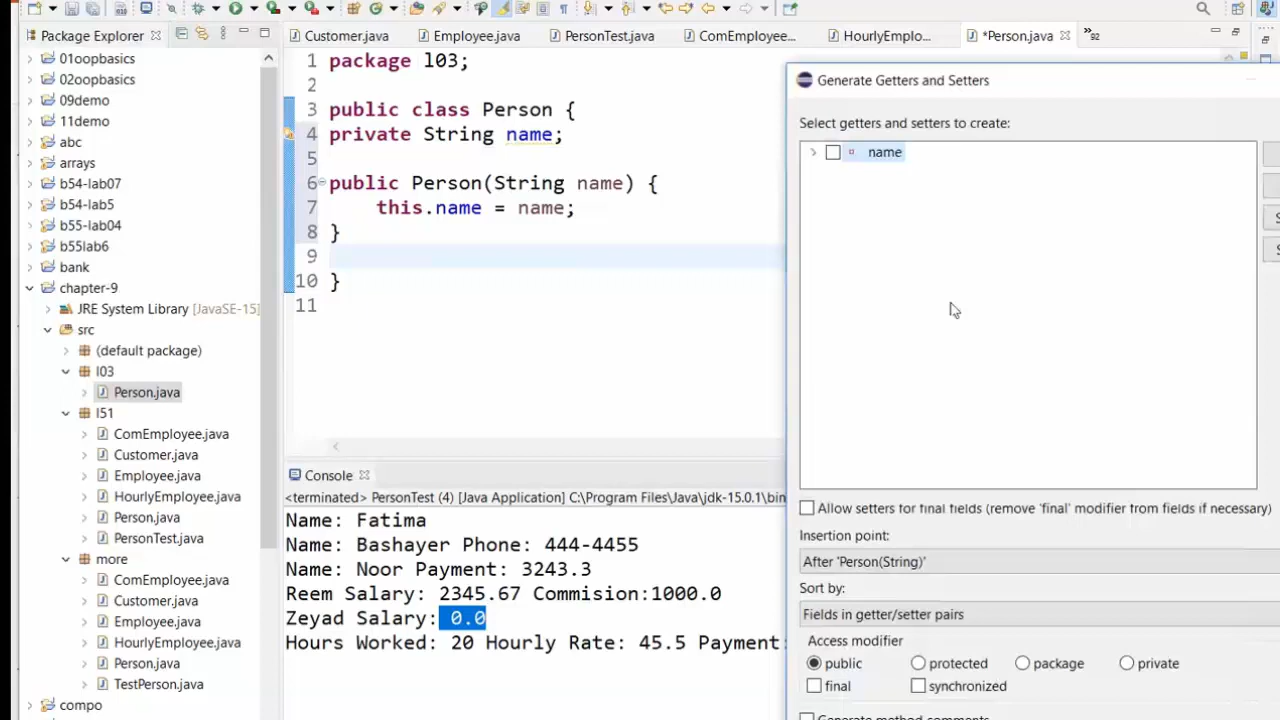 Package Explorer
01oopbasics
02oopbasics
09demo
11demo
abc
arrays
b54-lab07
b54-lab5
b55-lab04
b55lab6
bank
chapter-9
JRE System Library [JavaSE-15]
src
(default package)
l03
Person.java
l51
ComEmployee.java
Customer.java
Employee.java
HourlyEmployee.java
Person.java
PersonTest.java
more
ComEmployee.java
Customer.java
Employee.java
HourlyEmployee.java
Person.java
TestPerson.java
compo
Customer.java Employee.java PersonTest.java ComEmployee... HourlyEmplo... *Person.java »92
1 package l03;
2
3 public class Person {
4 private String name;
5
6 public Person(String name) {
7 this.name = name;
8 }
9
10 }
11
Console
<terminated> PersonTest (4) [Java Application] C:\Program Files\Java\jdk-15.0.1\bin
Name: Fatima
Name: Bashayer Phone: 444-4455
Name: Noor Payment: 3243.3
Reem Salary: 2345.67 Commision:1000.0
Zeyad Salary: 0.0
Hours Worked: 20 Hourly Rate: 45.5 Payment:
Generate Getters and Setters
Select getters and setters to create:
name
Allow setters for final fields (remove 'final' modifier from fields if necessary)
Insertion point:
After 'Person(String)'
Sort by:
Fields in getter/setter pairs
Access modifier
public protected package private
final synchronized
Generate method comments